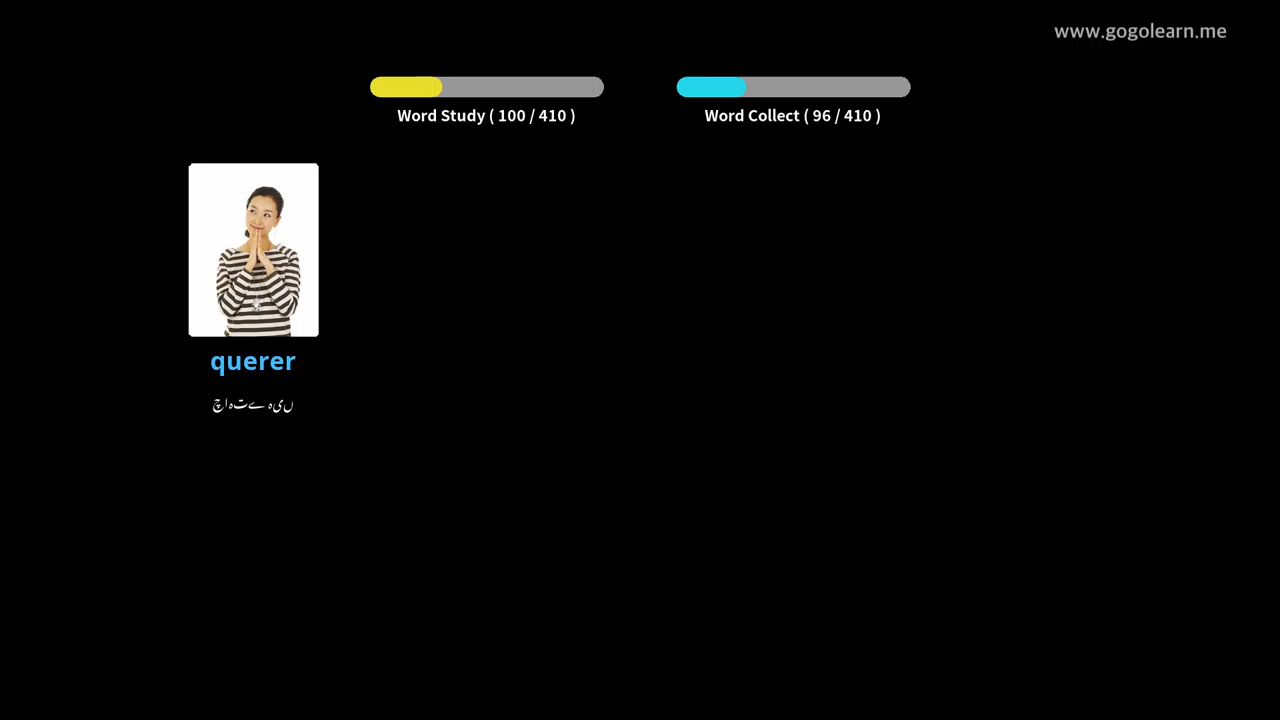 www.gogolearn.me
Word Study ( 100 / 410 )
Word Collect ( 96 / 410 )
querer
چاہتے ہیں